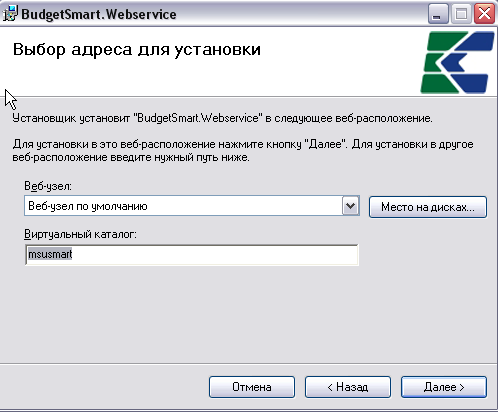 BudgetSmart.Webservice
Выбор адреса для установки
Установщик установит "BudgetSmart.Webservice" в следующее веб-расположение.
Для установки в это веб-расположение нажмите кнопку "Далее". Для установки в другое
веб-расположение введите нужный путь ниже.
Веб-узел:
Веб-узел по умолчанию
Место на дисках...
Виртуальный каталог:
msusmart
Отмена
< Назад
Далее >